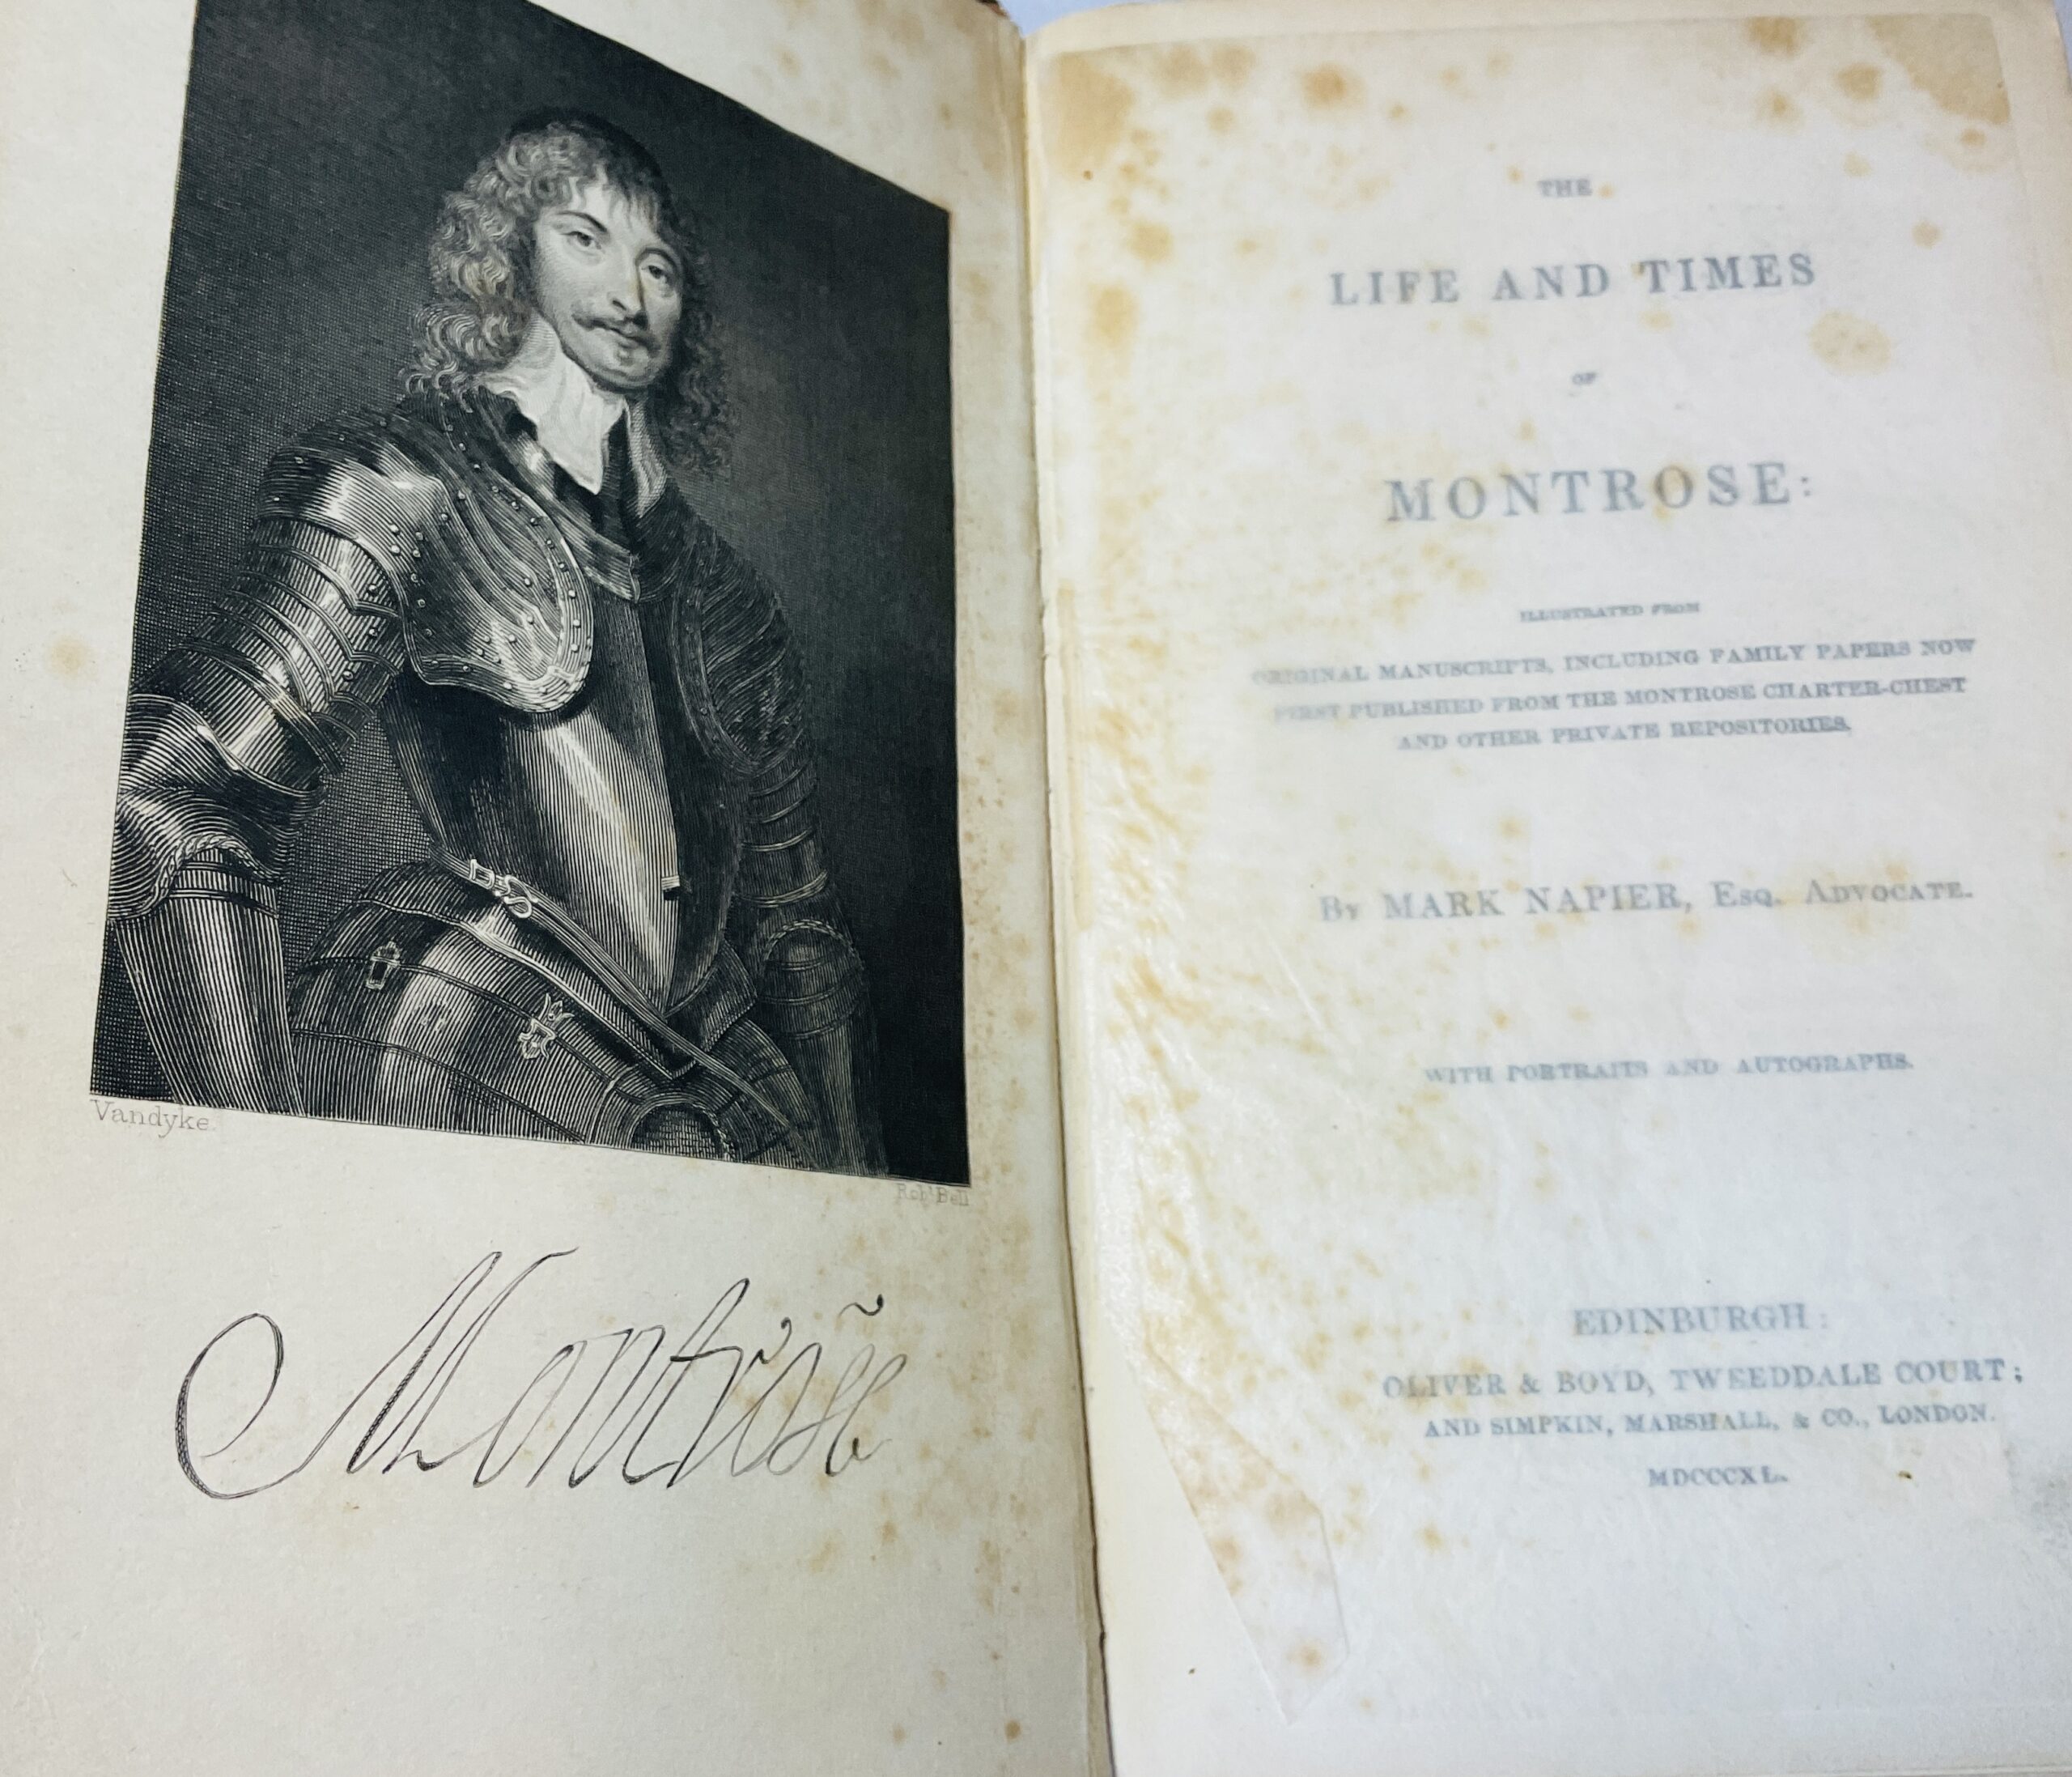 Vandyke
Robt Bell
Montrose
THE
LIFE AND TIMES
OF
MONTROSE:
ILLUSTRATED FROM
ORIGINAL MANUSCRIPTS, INCLUDING FAMILY PAPERS NOW
FIRST PUBLISHED FROM THE MONTROSE CHARTER-CHEST
AND OTHER PRIVATE REPOSITORIES,
By MARK NAPIER, Esq. Advocate.
WITH PORTRAITS AND AUTOGRAPHS.
EDINBURGH:
OLIVER & BOYD, TWEEDDALE COURT;
AND SIMPKIN, MARSHALL, & CO., LONDON.
MDCCCXL.